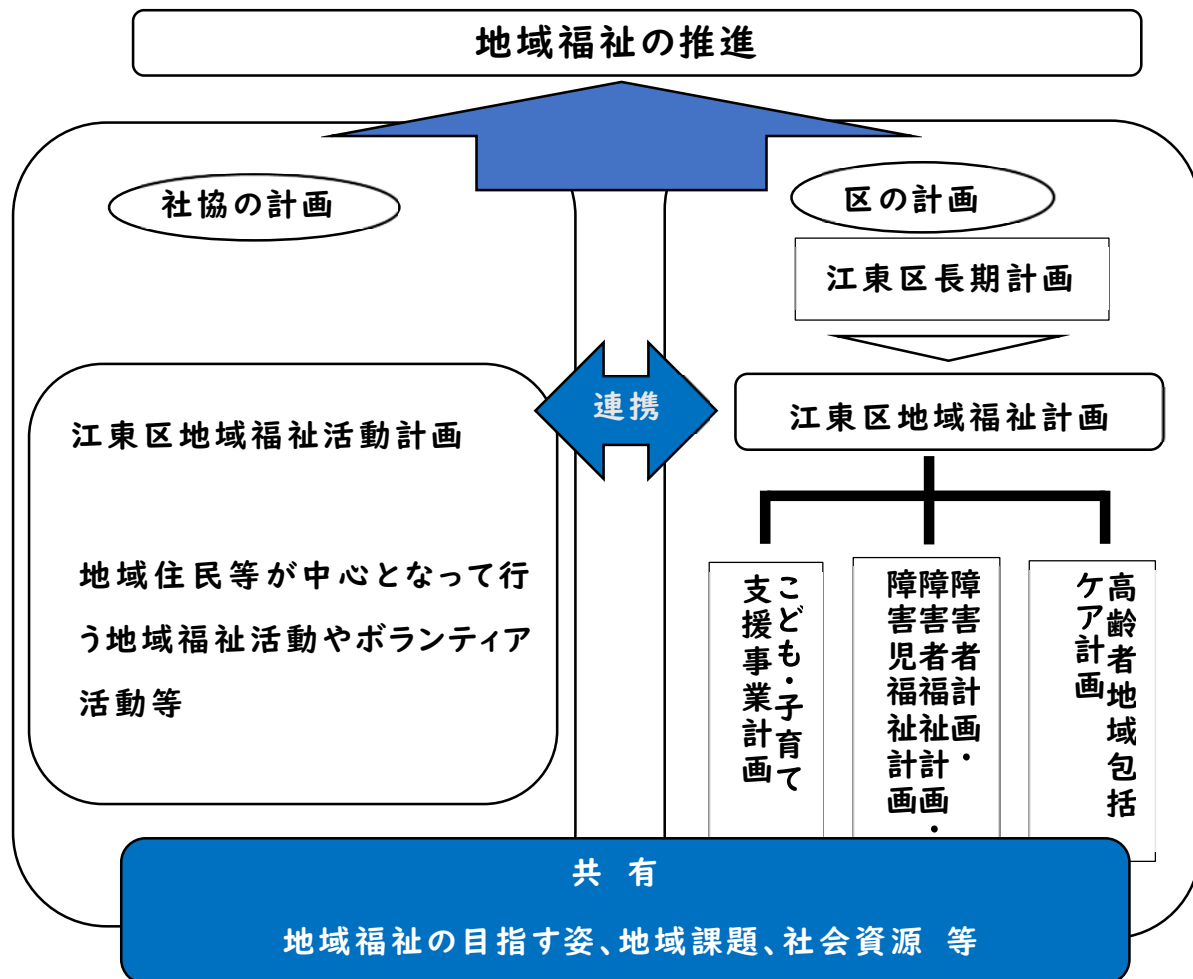 地域福祉の推進
社協の計画
江東区地域福祉活動計画
地域住民等が中心となって行
う地域福祉活動やボランティア
活動等
連携
区の計画
江東区長期計画
江東区地域福祉計画
こども・子育て
支援事業計画
障害者計画・
障害者福祉計画・
障害児福祉計画
高齢者地域包括
ケア計画
共 有
地域福祉の目指す姿、地域課題、社会資源 等